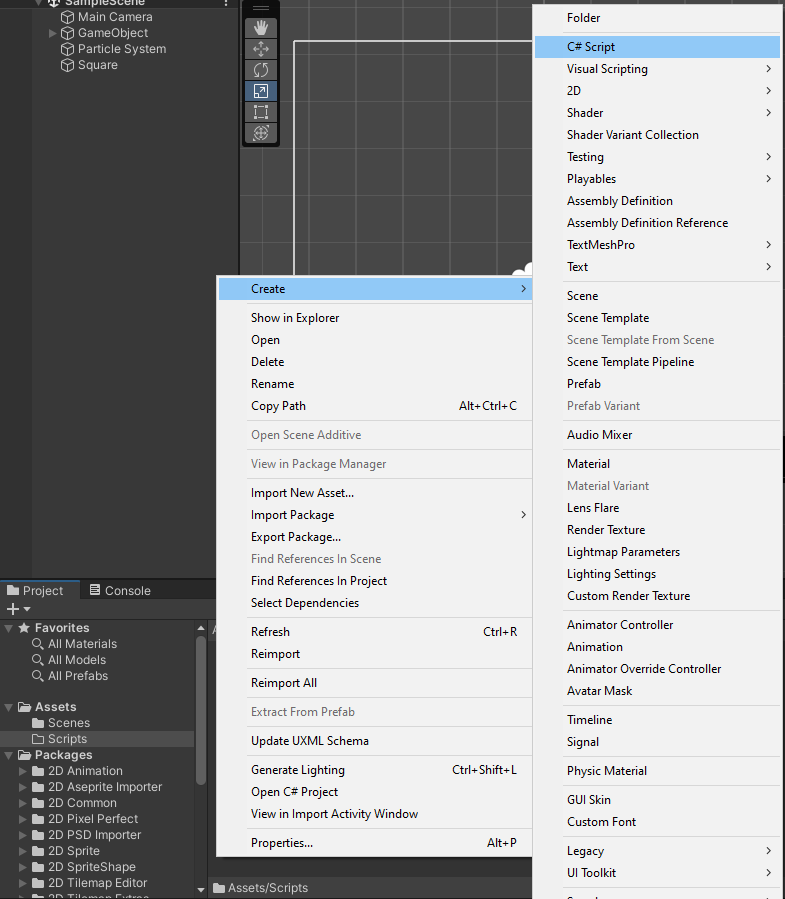 SampleScene
Main Camera
GameObject
Particle System
Square
Folder
C# Script
Visual Scripting
2D
Shader
Shader Variant Collection
Testing
Playables
Assembly Definition
Assembly Definition Reference
TextMeshPro
Text
Scene
Scene Template
Scene Template From Scene
Scene Template Pipeline
Prefab
Prefab Variant
Audio Mixer
Material
Material Variant
Lens Flare
Render Texture
Lightmap Parameters
Lighting Settings
Custom Render Texture
Animator Controller
Animation
Animator Override Controller
Avatar Mask
Timeline
Signal
Physic Material
GUI Skin
Custom Font
Legacy
UI Toolkit
Create
Show in Explorer
Open
Delete
Rename
Copy Path Alt+Ctrl+C
Open Scene Additive
View in Package Manager
Import New Asset...
Import Package
Export Package...
Find References In Scene
Find References In Project
Select Dependencies
Refresh Ctrl+R
Reimport
Reimport All
Extract From Prefab
Update UXML Schema
Generate Lighting Ctrl+Shift+L
Open C# Project
View in Import Activity Window
Properties... Alt+P
Project Console
Favorites
All Materials
All Models
All Prefabs
Assets
Scenes
Scripts
Packages
2D Animation
2D Aseprite Importer
2D Common
2D Pixel Perfect
2D PSD Importer
2D Sprite
2D SpriteShape
2D Tilemap Editor
2D Tilemap Extras
Assets/Scripts